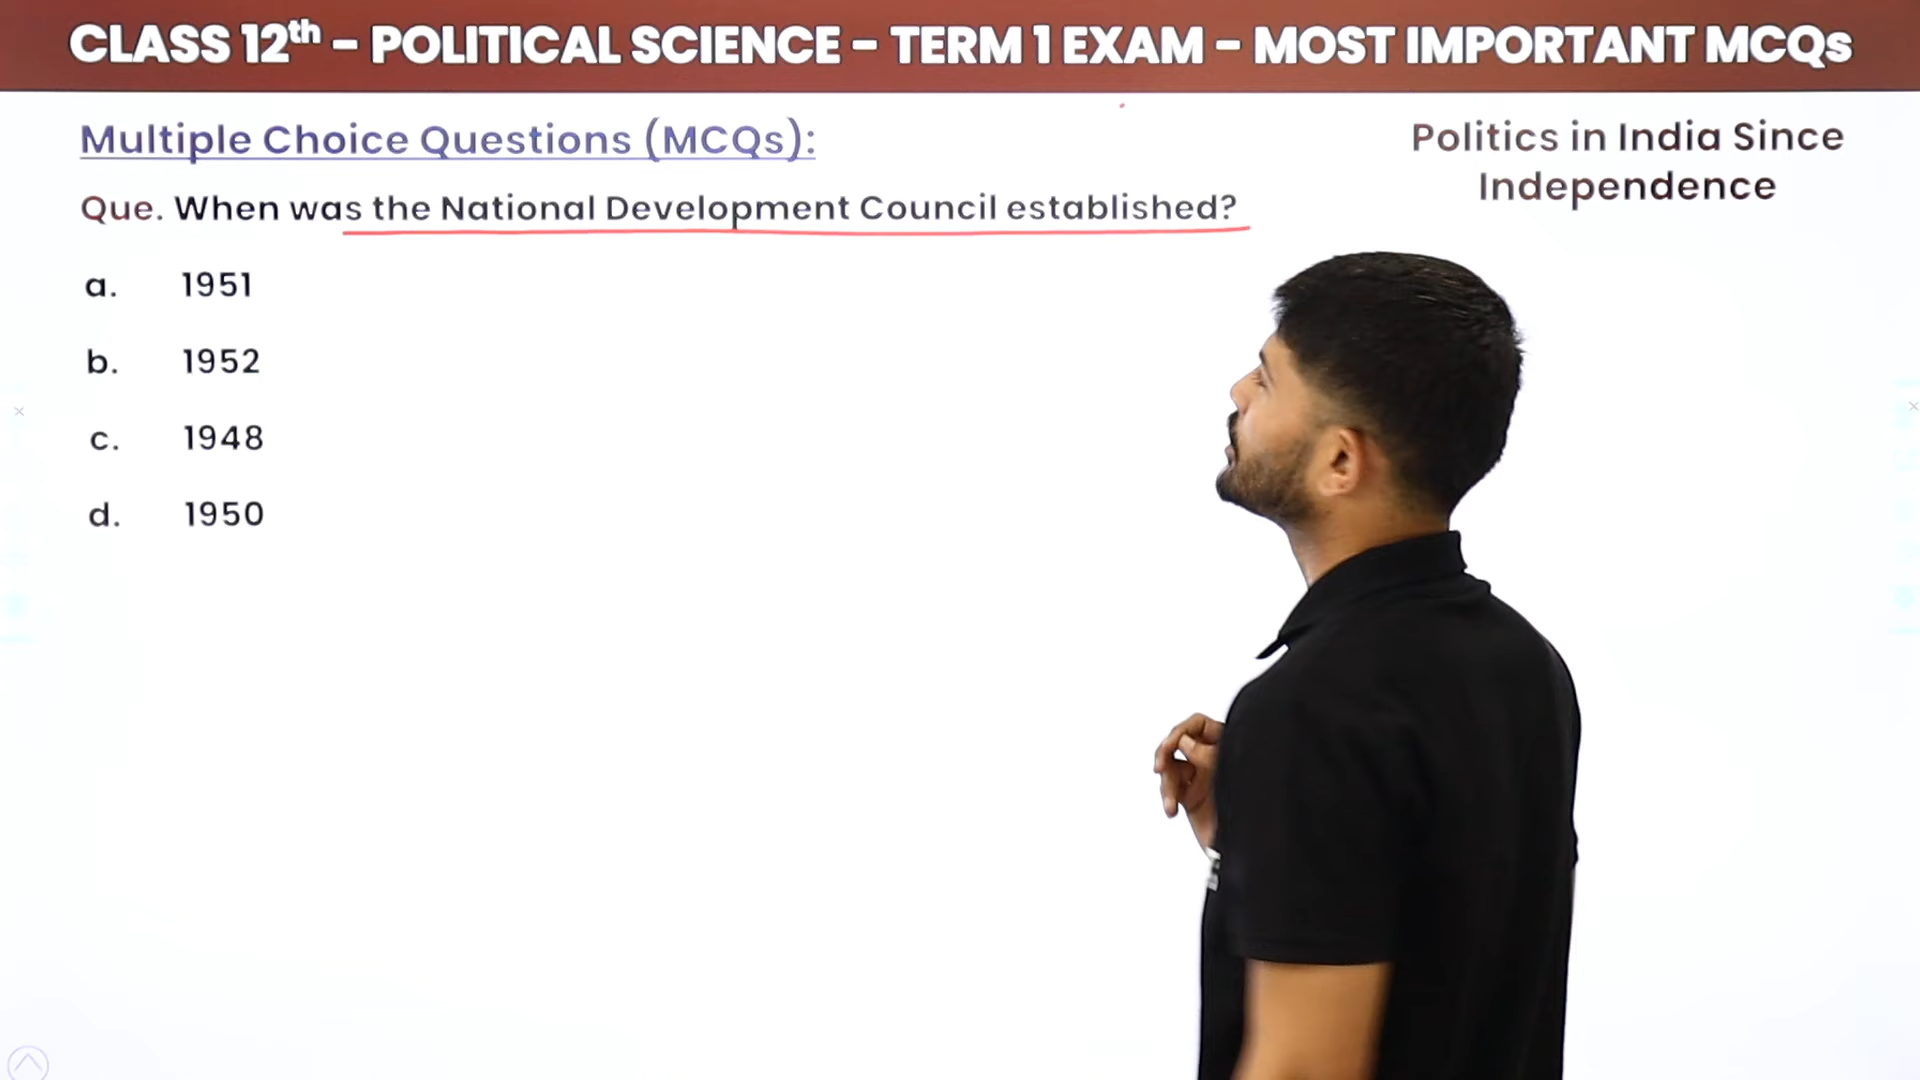 CLASS 12th – POLITICAL SCIENCE – TERM 1 EXAM – MOST IMPORTANT MCQs
Multiple Choice Questions (MCQs):
Politics in India Since
Independence
Que. When was the National Development Council established?
a. 1951
b. 1952
c. 1948
d. 1950